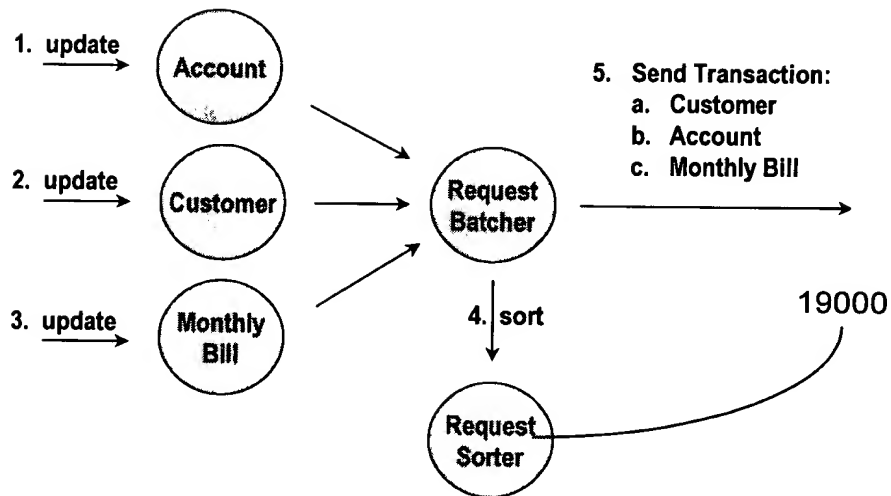 1. update
Account
2. update
Customer
3. update
Monthly
Bill
Request
Batcher
4. sort
Request
Sorter
5. Send Transaction:
a. Customer
b. Account
c. Monthly Bill
19000